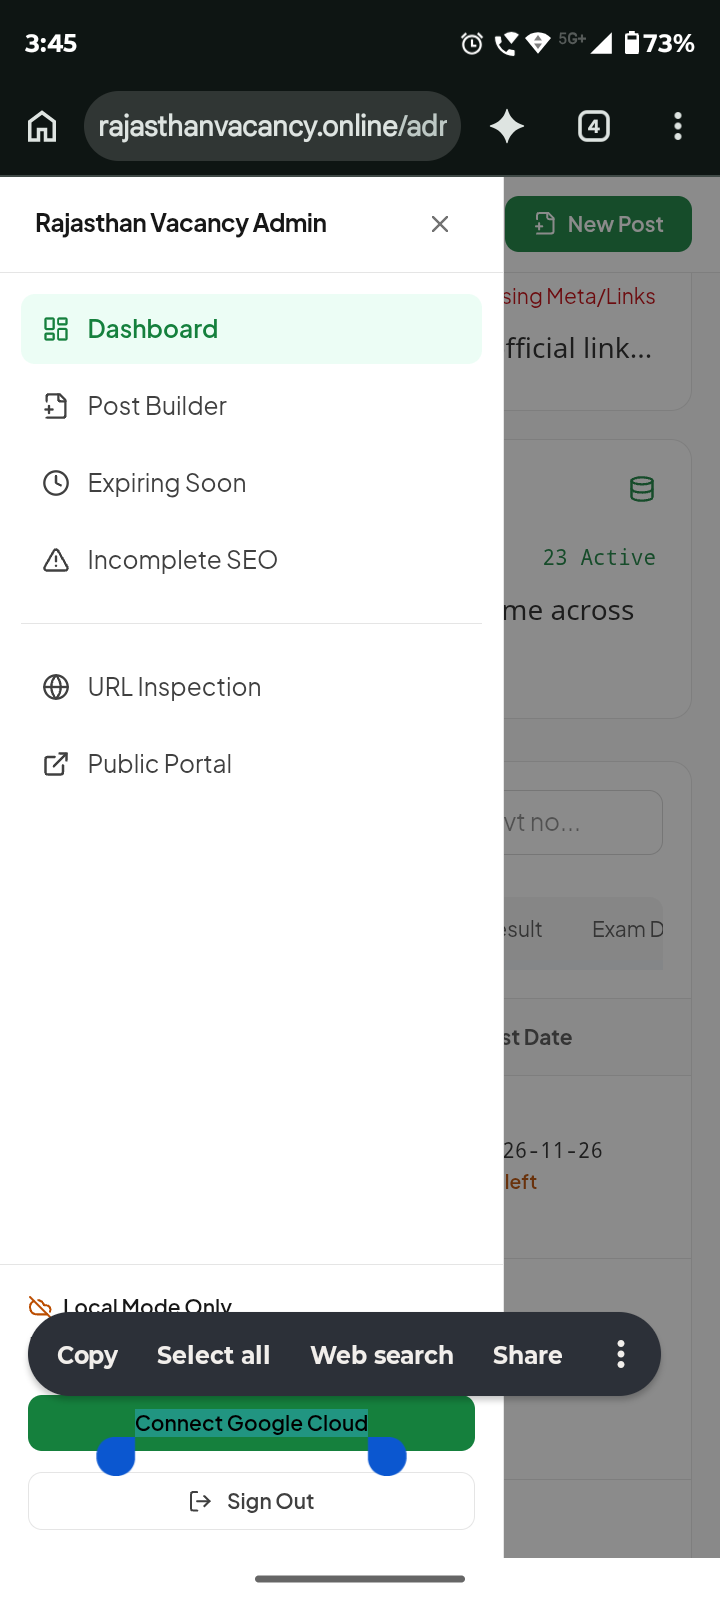 3:45
5G+
73%
rajasthanvacancy.online/adr
4
Rajasthan Vacancy Admin
New Post
sing Meta/Links
Dashboard
fficial link...
Post Builder
Expiring Soon
23 Active
Incomplete SEO
me across
URL Inspection
Public Portal
vt no...
esult
Exam D
st Date
26-11-26
left
Local Mode Only
Copy
Select all
Web search
Share
Connect Google Cloud
Sign Out